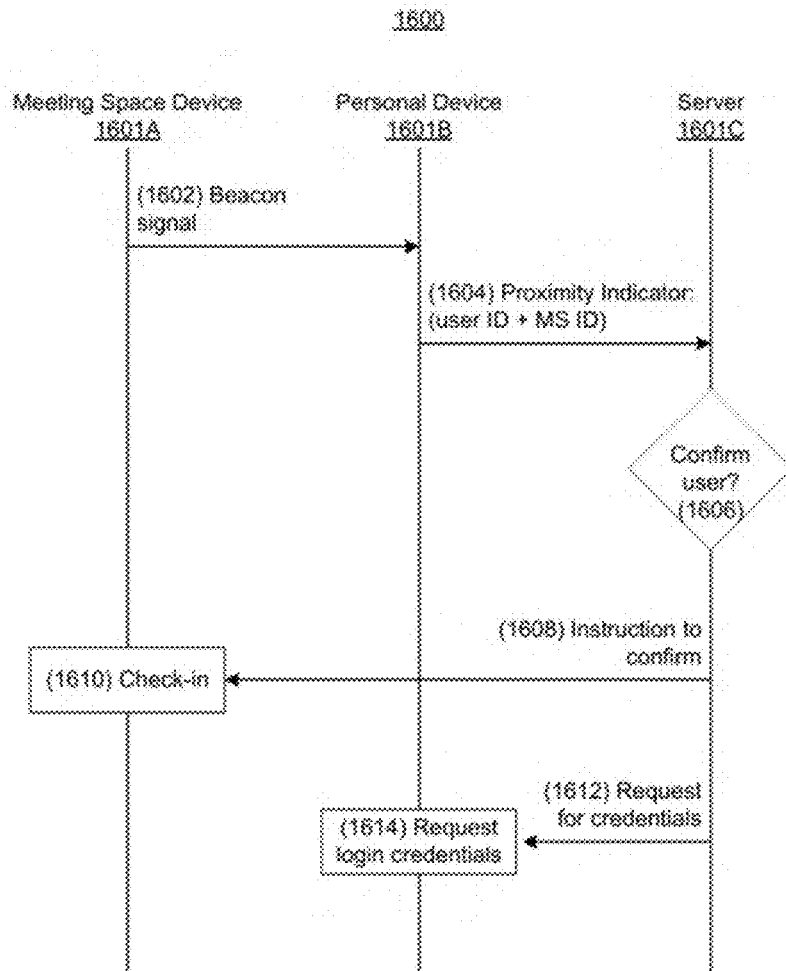 1600
Meeting Space Device
1601A
Personal Device
1601B
Server
1601C
(1602) Beacon
signal
(1604) Proximity Indicator:
(user ID + MS ID)
Confirm
user?
(1606)
(1608) Instruction to
confirm
(1610) Check-in
(1612) Request
for credentials
(1614) Request
login credentials